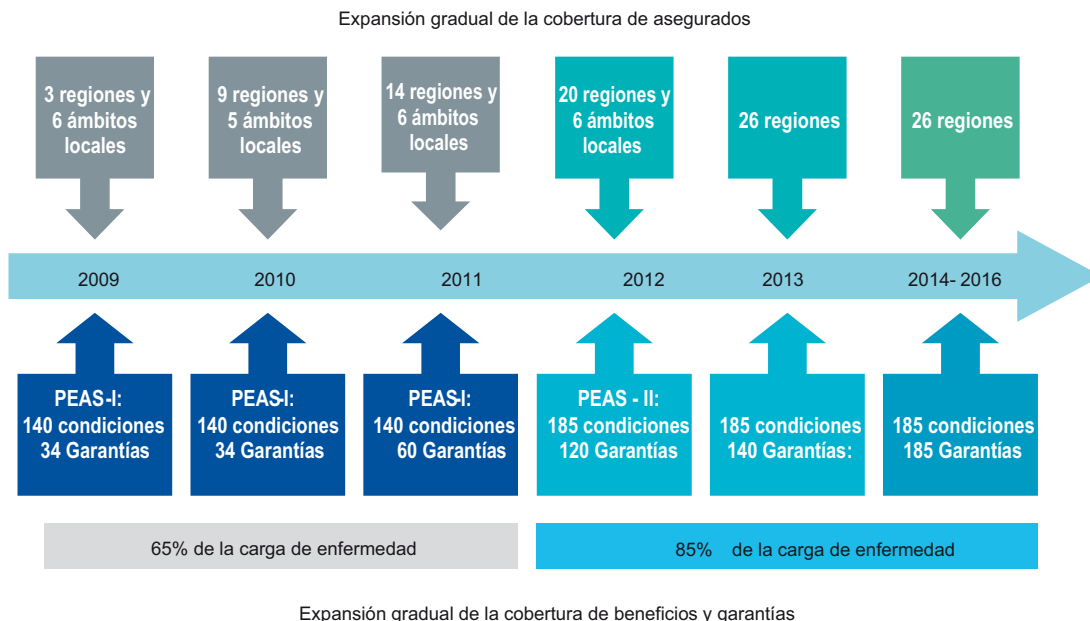 Expansión gradual de la cobertura de asegurados
3 regiones y
6 ámbitos
locales
9 regiones y
5 ámbitos
locales
14 regiones y
6 ámbitos
locales
20 regiones y
6 ámbitos
locales
26 regiones
26 regiones
2009
2010
2011
2012
2013
2014- 2016
PEAS-I:
140 condiciones
34 Garantías
PEAS-I:
140 condiciones
34 Garantías
PEAS-I:
140 condiciones
60 Garantías
PEAS - II:
185 condiciones
120 Garantías
185 condiciones
140 Garantías:
185 condiciones
185 Garantías
65% de la carga de enfermedad
85% de la carga de enfermedad
Expansión gradual de la cobertura de beneficios y garantías